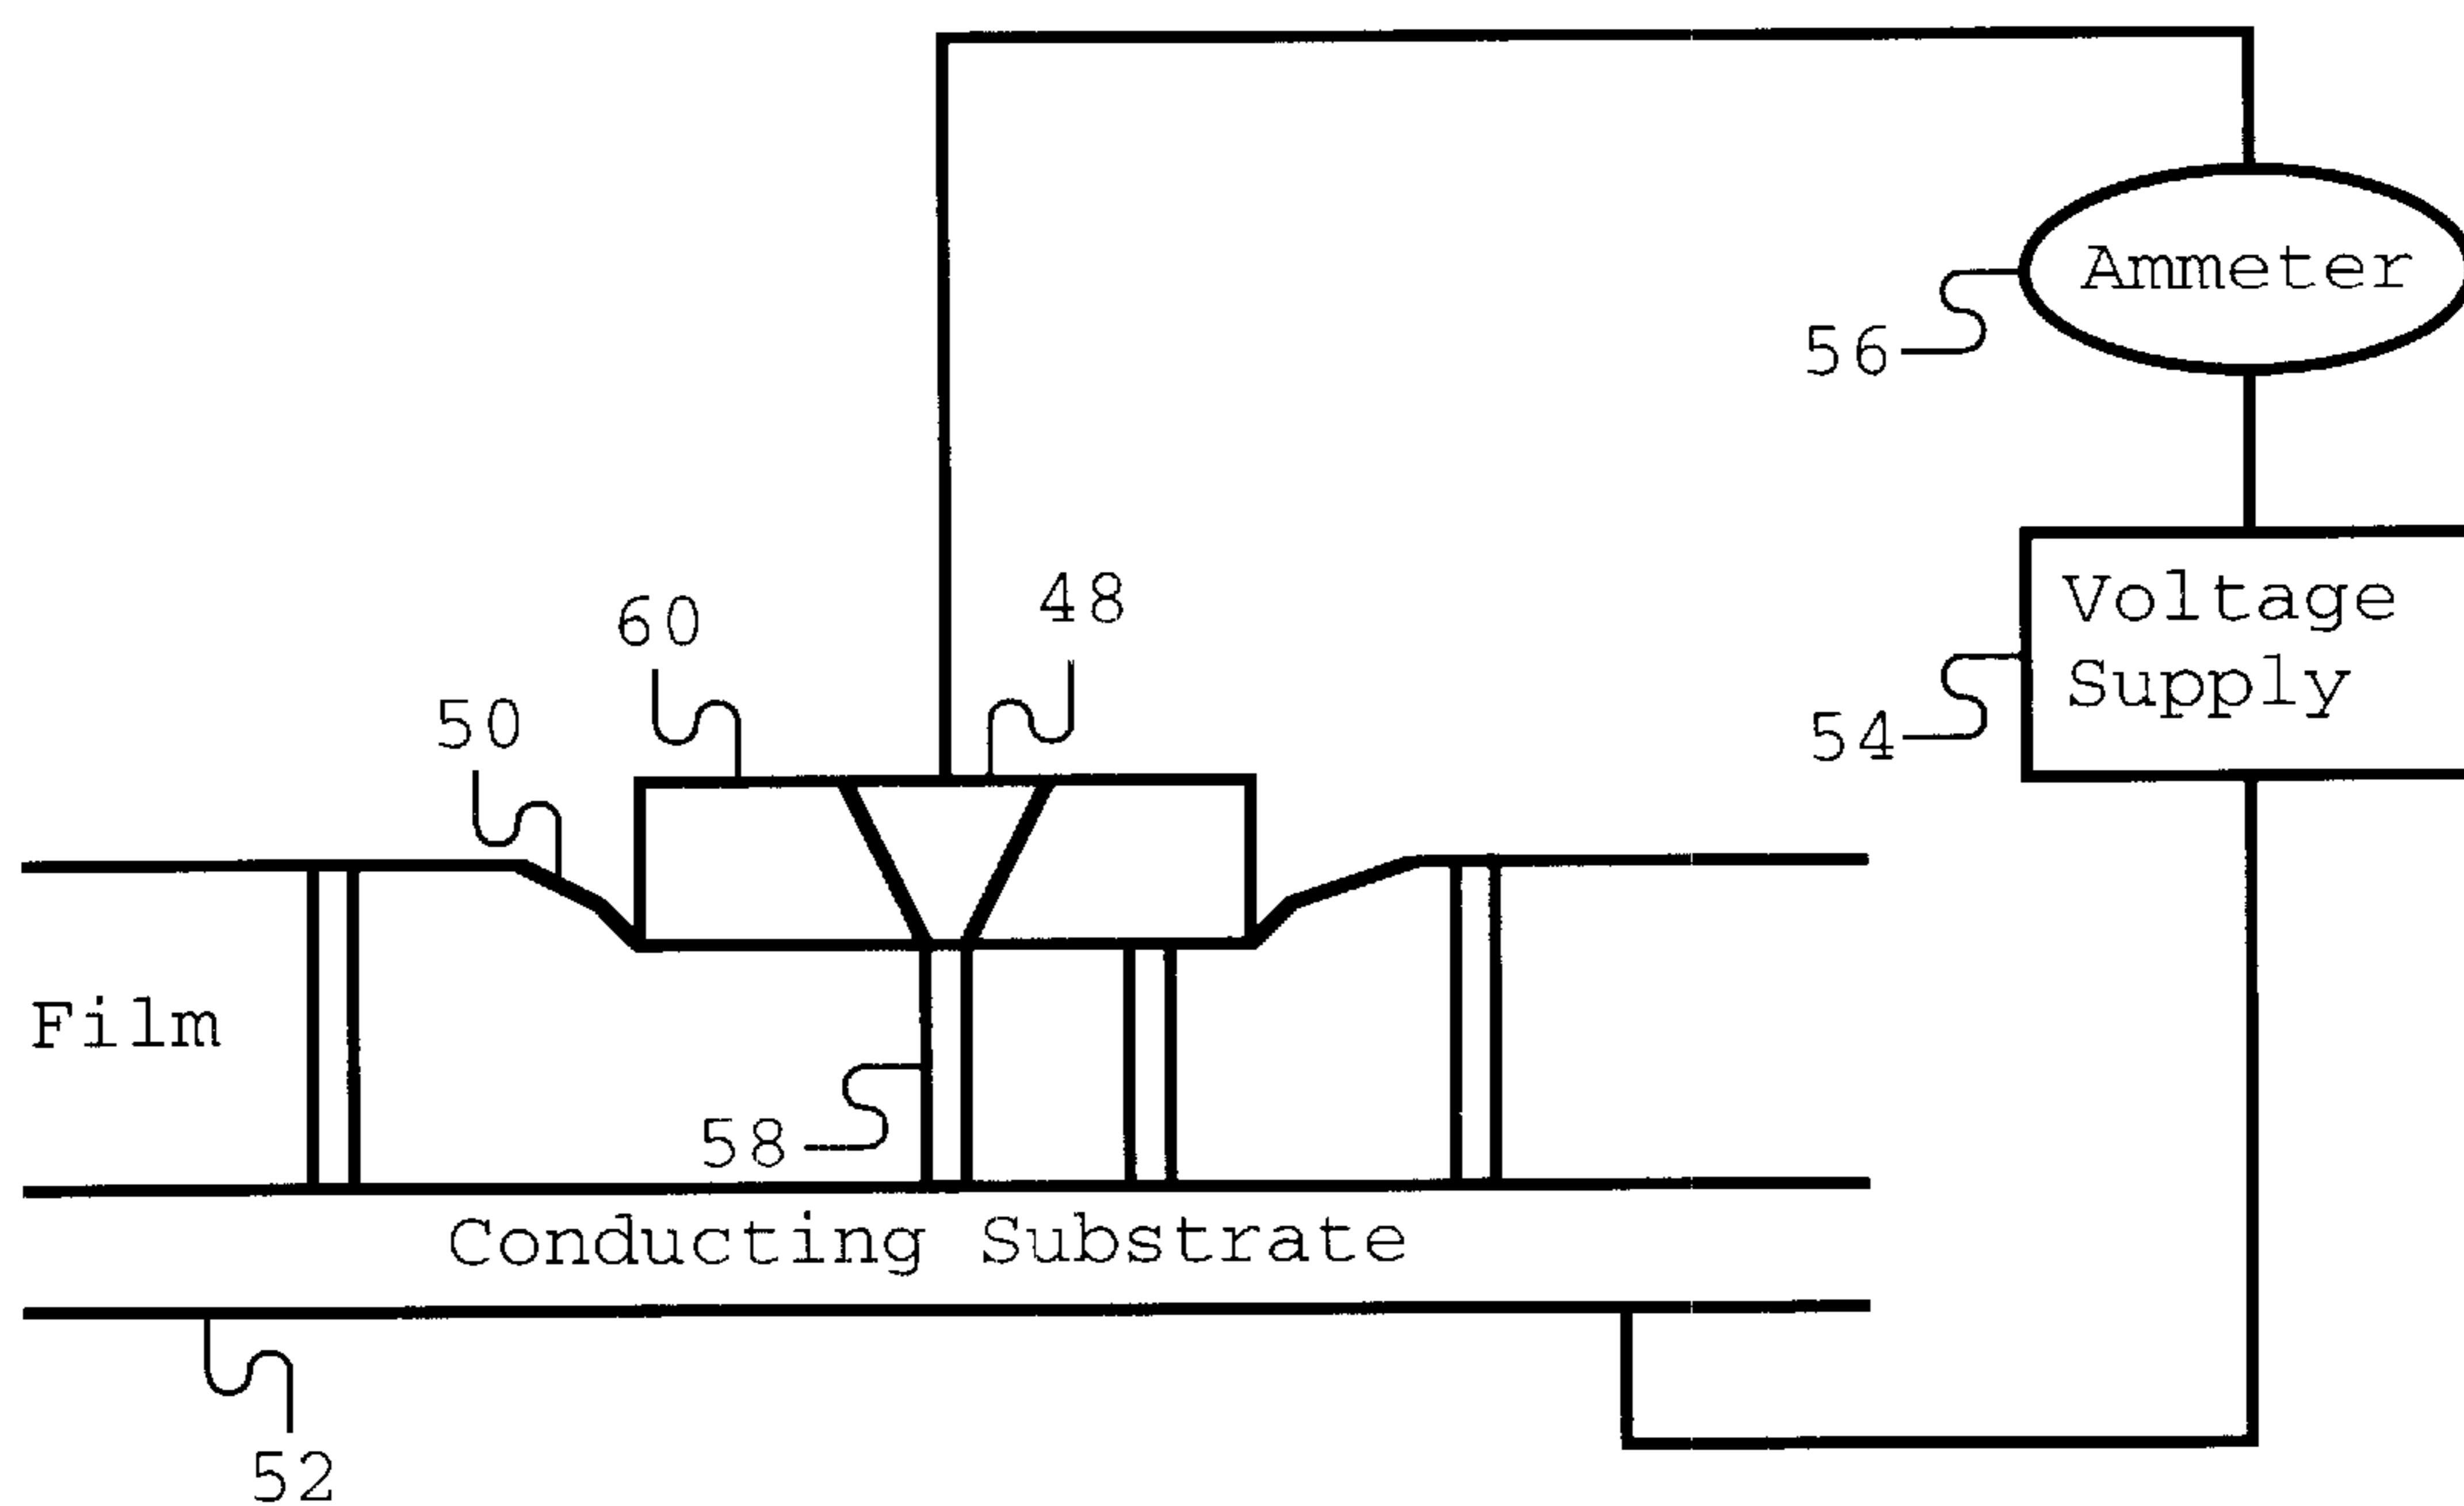 Ammeter
56
Voltage
Supply
54
60
48
50
Film
58
Conducting Substrate
52